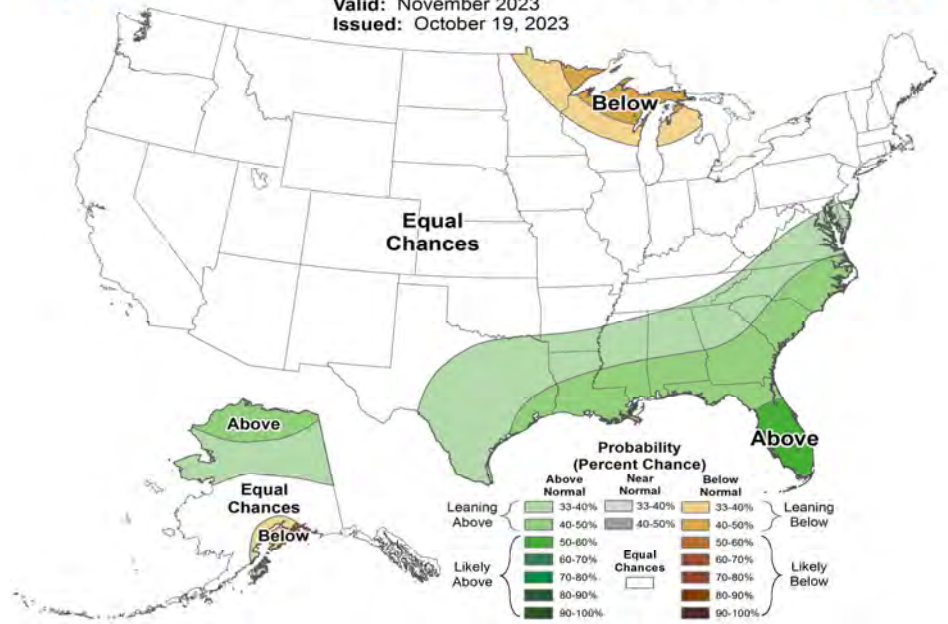 Valid: November 2023
Issued: October 19, 2023
Below
Equal
Chances
Above
Above
Equal
Chances
Below
Probability
(Percent Chance)
Above
Normal
Near
Normal
Below
Normal
Leaning
Above
33-40%
33-40%
33-40%
Leaning
Below
40-50%
40-50%
40-50%
Likely
Above
50-60%
Equal
Chances
50-60%
Likely
Below
60-70%
60-70%
70-80%
70-80%
80-90%
80-90%
90-100%
90-100%